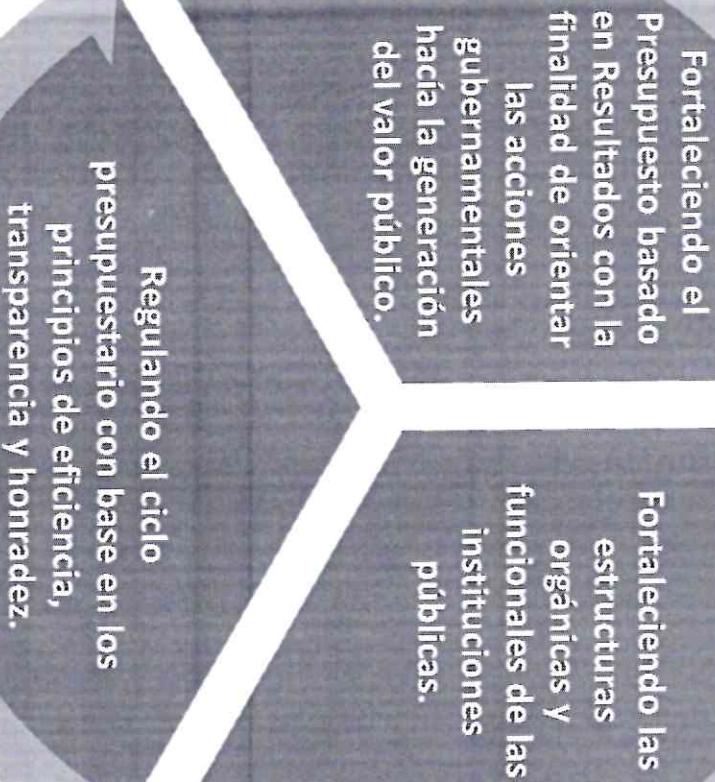 Fortaleciendo el
Presupuesto basado
en Resultados con la
finalidad de orientar
las acciones
gubernamentales
hacía la generación
del valor público.
Fortaleciendo las
estructuras
orgánicas y
funcionales de las
instituciones
públicas.
Regulando el ciclo
presupuestario con base en los
principios de eficiencia,
transparencia y honradez.